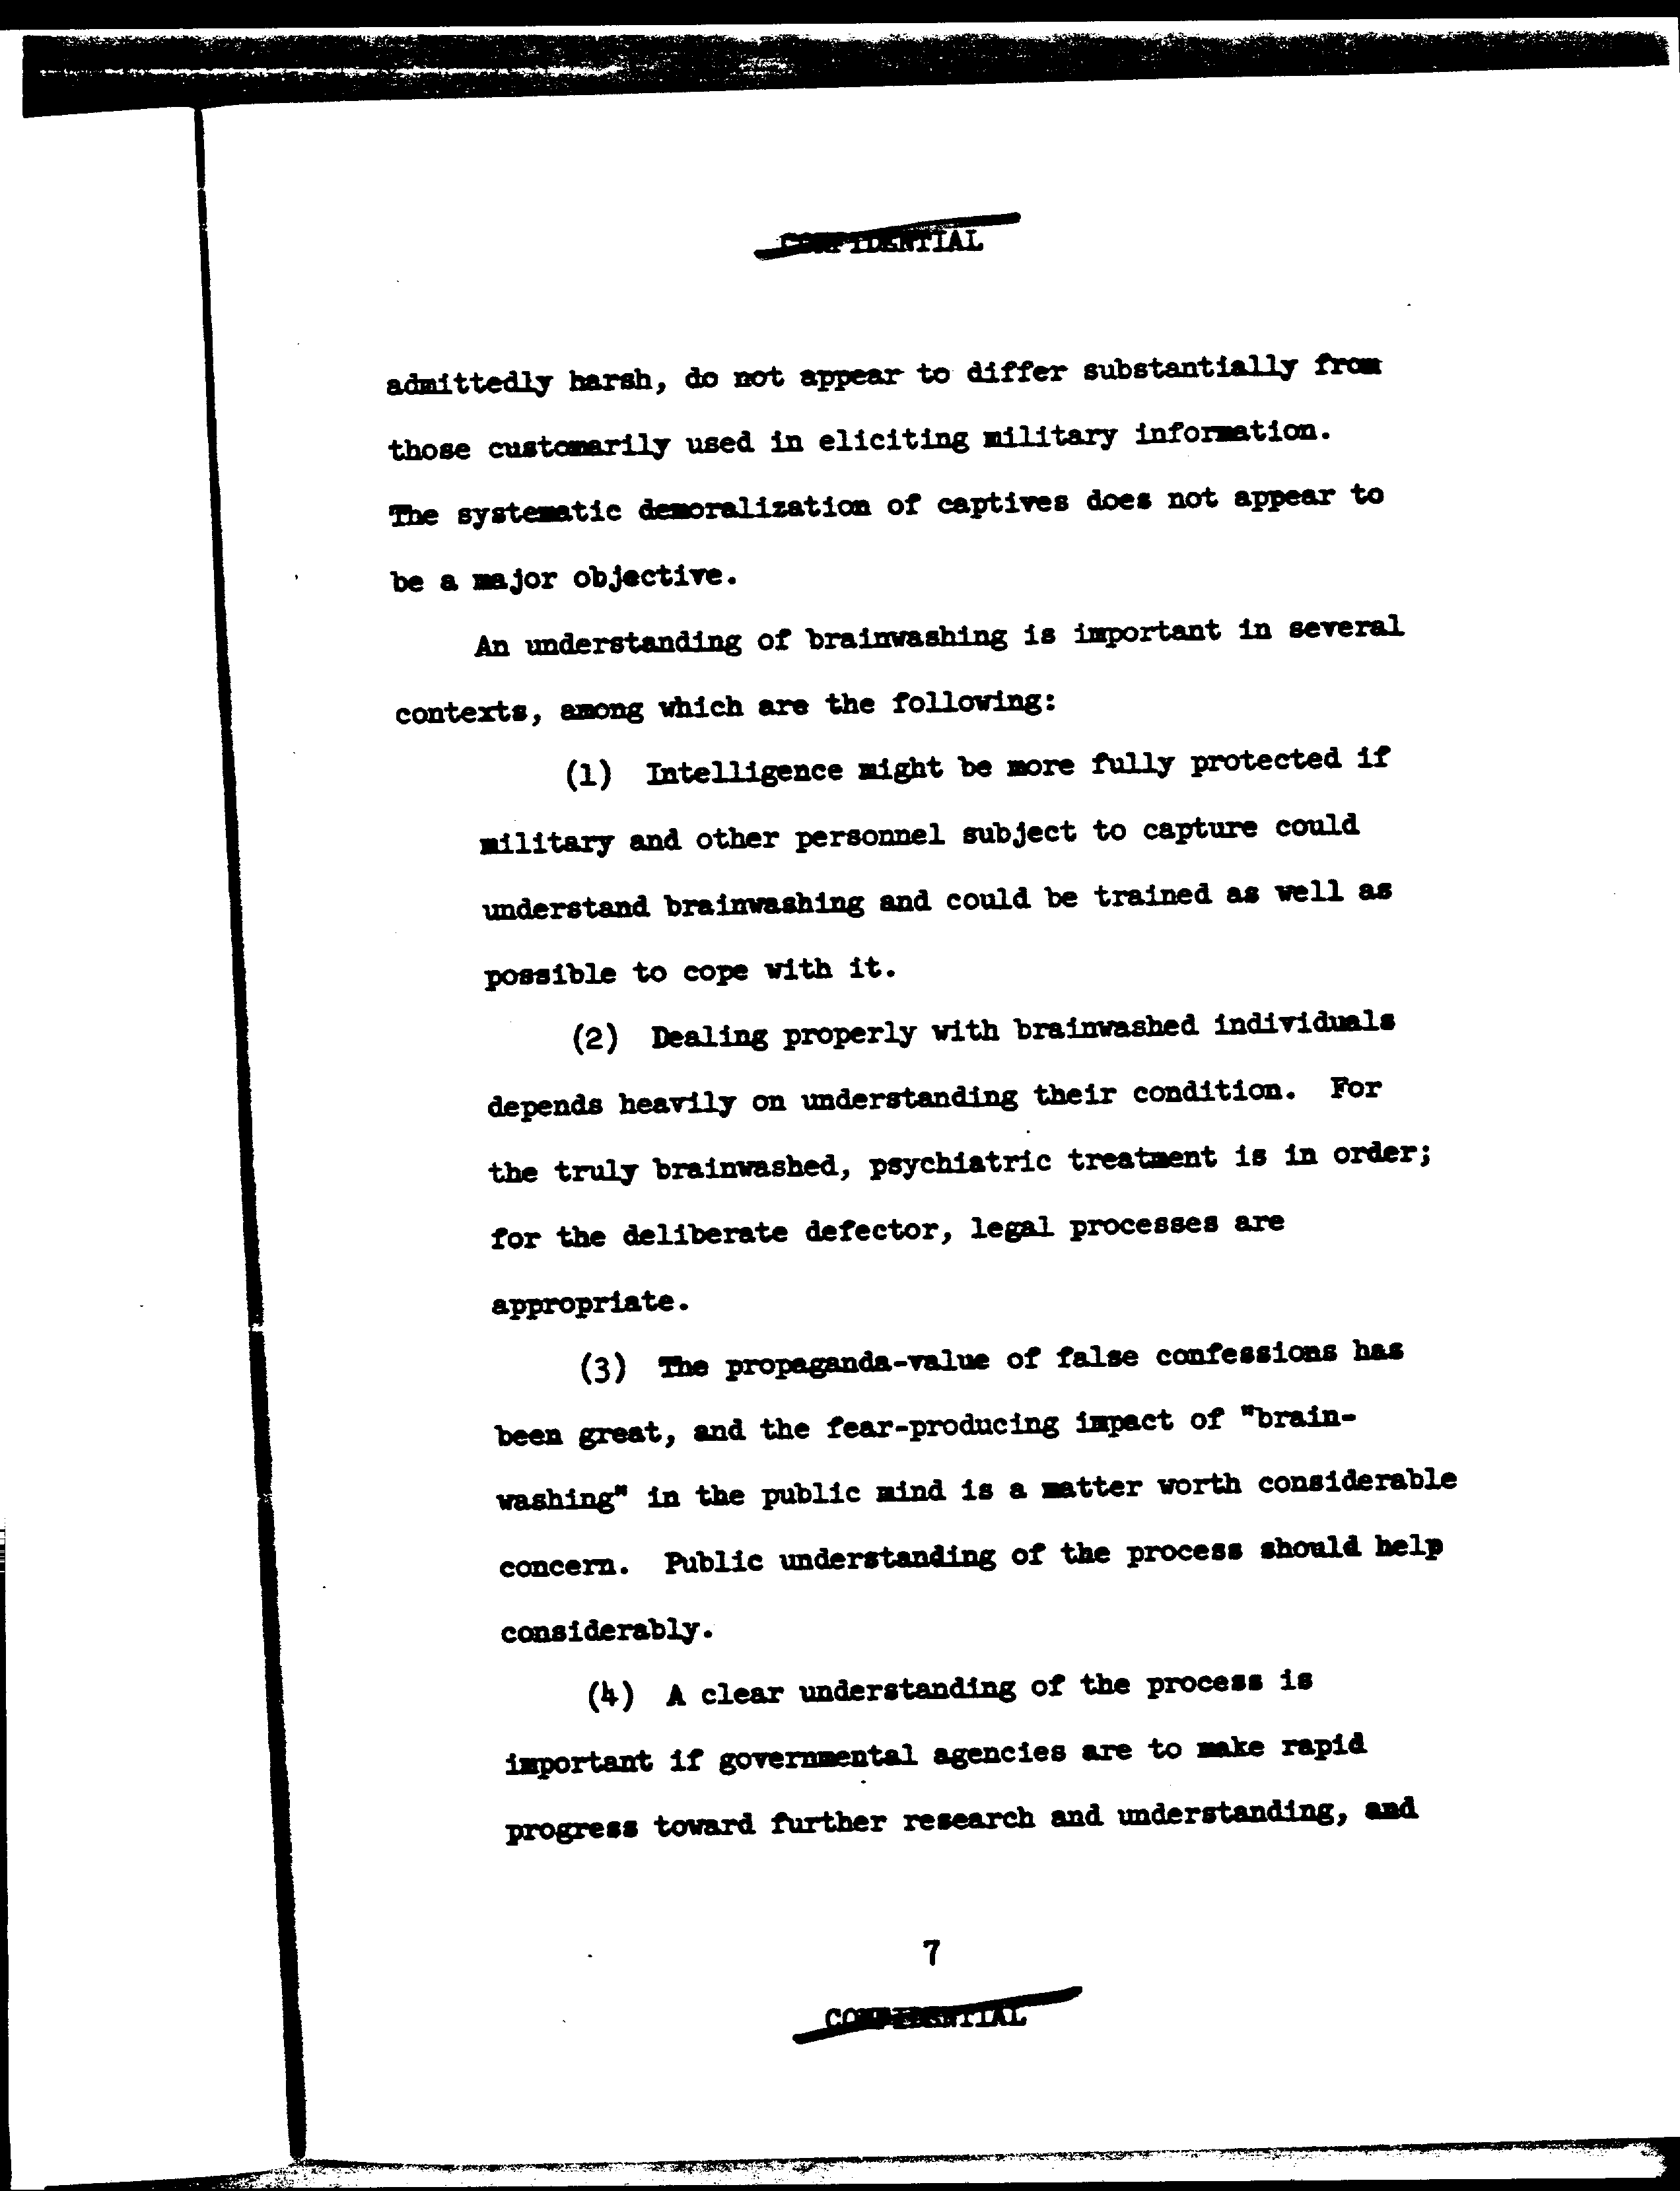 CONFIDENTIAL
admittedly harsh, do not appear to differ substantially from
those customarily used in eliciting military information.
The systematic demoralization of captives does not appear to
be a major objective.
An understanding of brainwashing is important in several
contexts, among which are the following:
(1) Intelligence might be more fully protected if
military and other personnel subject to capture could
understand brainwashing and could be trained as well as
possible to cope with it.
(2) Dealing properly with brainwashed individuals
depends heavily on understanding their condition. For
the truly brainwashed, psychiatric treatment is in order;
for the deliberate defector, legal processes are
appropriate.
(3) The propaganda-value of false confessions has
been great, and the fear-producing impact of "brain-
washing" in the public mind is a matter worth considerable
concern. Public understanding of the process should help
considerably.
(4) A clear understanding of the process is
important if governmental agencies are to make rapid
progress toward further research and understanding, and
7
CONFIDENTIAL